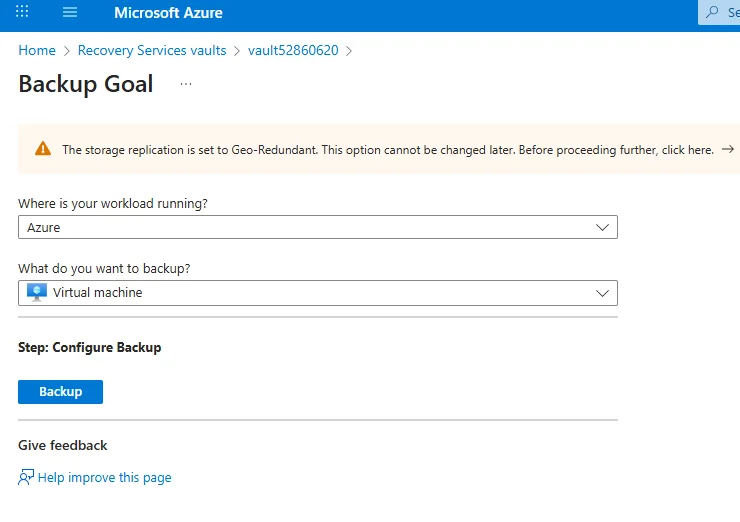 Microsoft Azure
Se
Home > Recovery Services vaults > vault52860620 >
Backup Goal ...
The storage replication is set to Geo-Redundant. This option cannot be changed later. Before proceeding further, click here. →
Where is your workload running?
Azure
What do you want to backup?
Virtual machine
Step: Configure Backup
Backup
Give feedback
Help improve this page